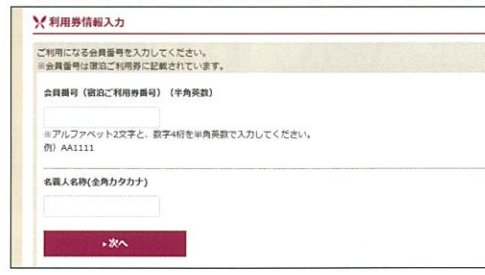 利用券情報入力
ご利用になる会員番号を入力してください。
※会員番号は宿泊ご利用券に記載されています。
会員番号（宿泊ご利用券番号）（半角英数）
※アルファベット2文字と、数字4桁を半角英数で入力してください。
例）AA1111
名義人名称(全角カタカナ)
▸次へ